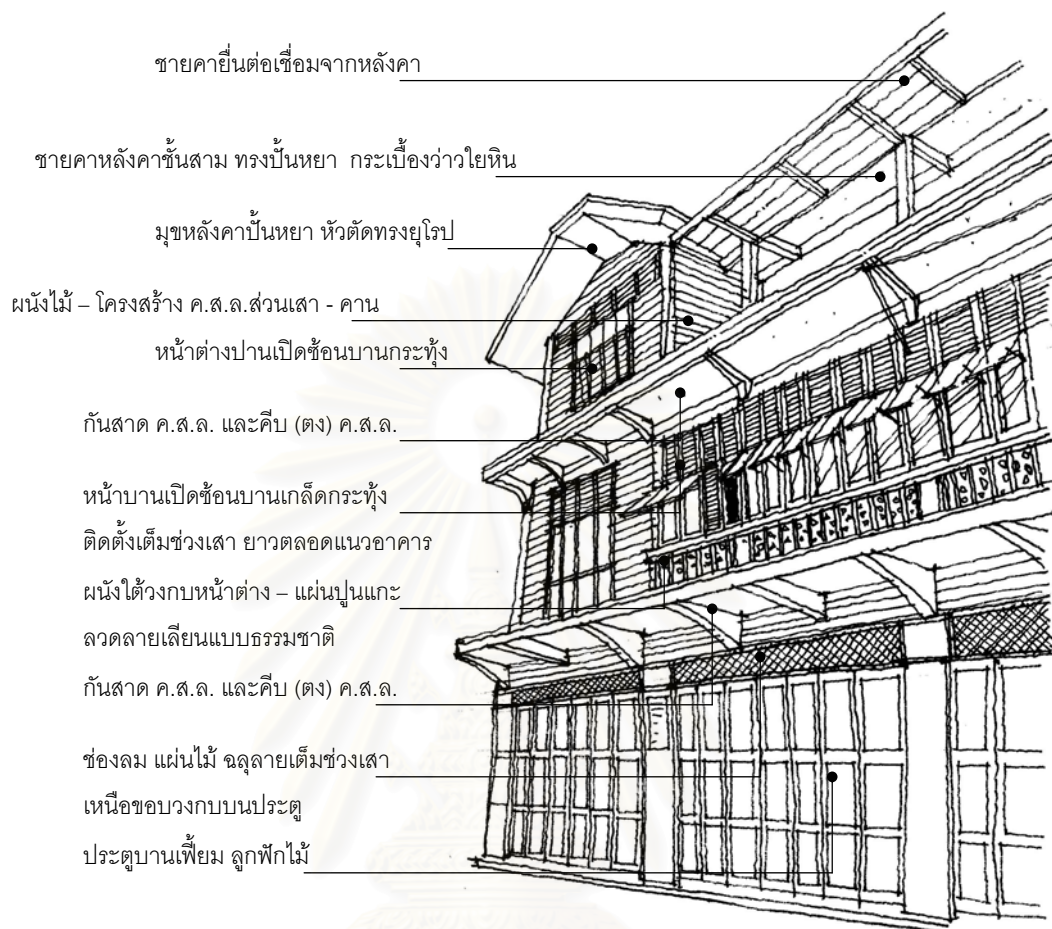 ชายคายื่นต่อเชื่อมจากหลังคา
ชายคาหลังคาชั้นสาม ทรงปั้นหยา กระเบื้องว่าวใยหิน
มุขหลังคาปั้นหยา หัวตัดทรงยุโรป
ผนังไม้ – โครงสร้าง ค.ส.ล.ส่วนเสา - คาน
หน้าต่างปานเปิดซ้อนบานกระทุ้ง
กันสาด ค.ส.ล. และคีบ (ตง) ค.ส.ล.
หน้าบานเปิดซ้อนบานเกล็ดกระทุ้ง
ติดตั้งเต็มช่วงเสา ยาวตลอดแนวอาคาร
ผนังใต้วงกบหน้าต่าง – แผ่นปูนแกะ
ลวดลายเลียนแบบธรรมชาติ
กันสาด ค.ส.ล. และคีบ (ตง) ค.ส.ล.
ช่องลม แผ่นไม้ ฉลุลายเต็มช่วงเสา
เหนือขอบวงกบบนประตู
ประตูบานเฟี้ยม ลูกฟักไม้